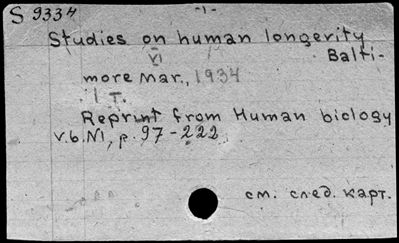 S 9334
-1-
Studies on human longerity
VI
Balti-
more Mar., 1934
1 T.
Reprint from Human biology
v.6.N1, p. 97-222
см. след. карт.